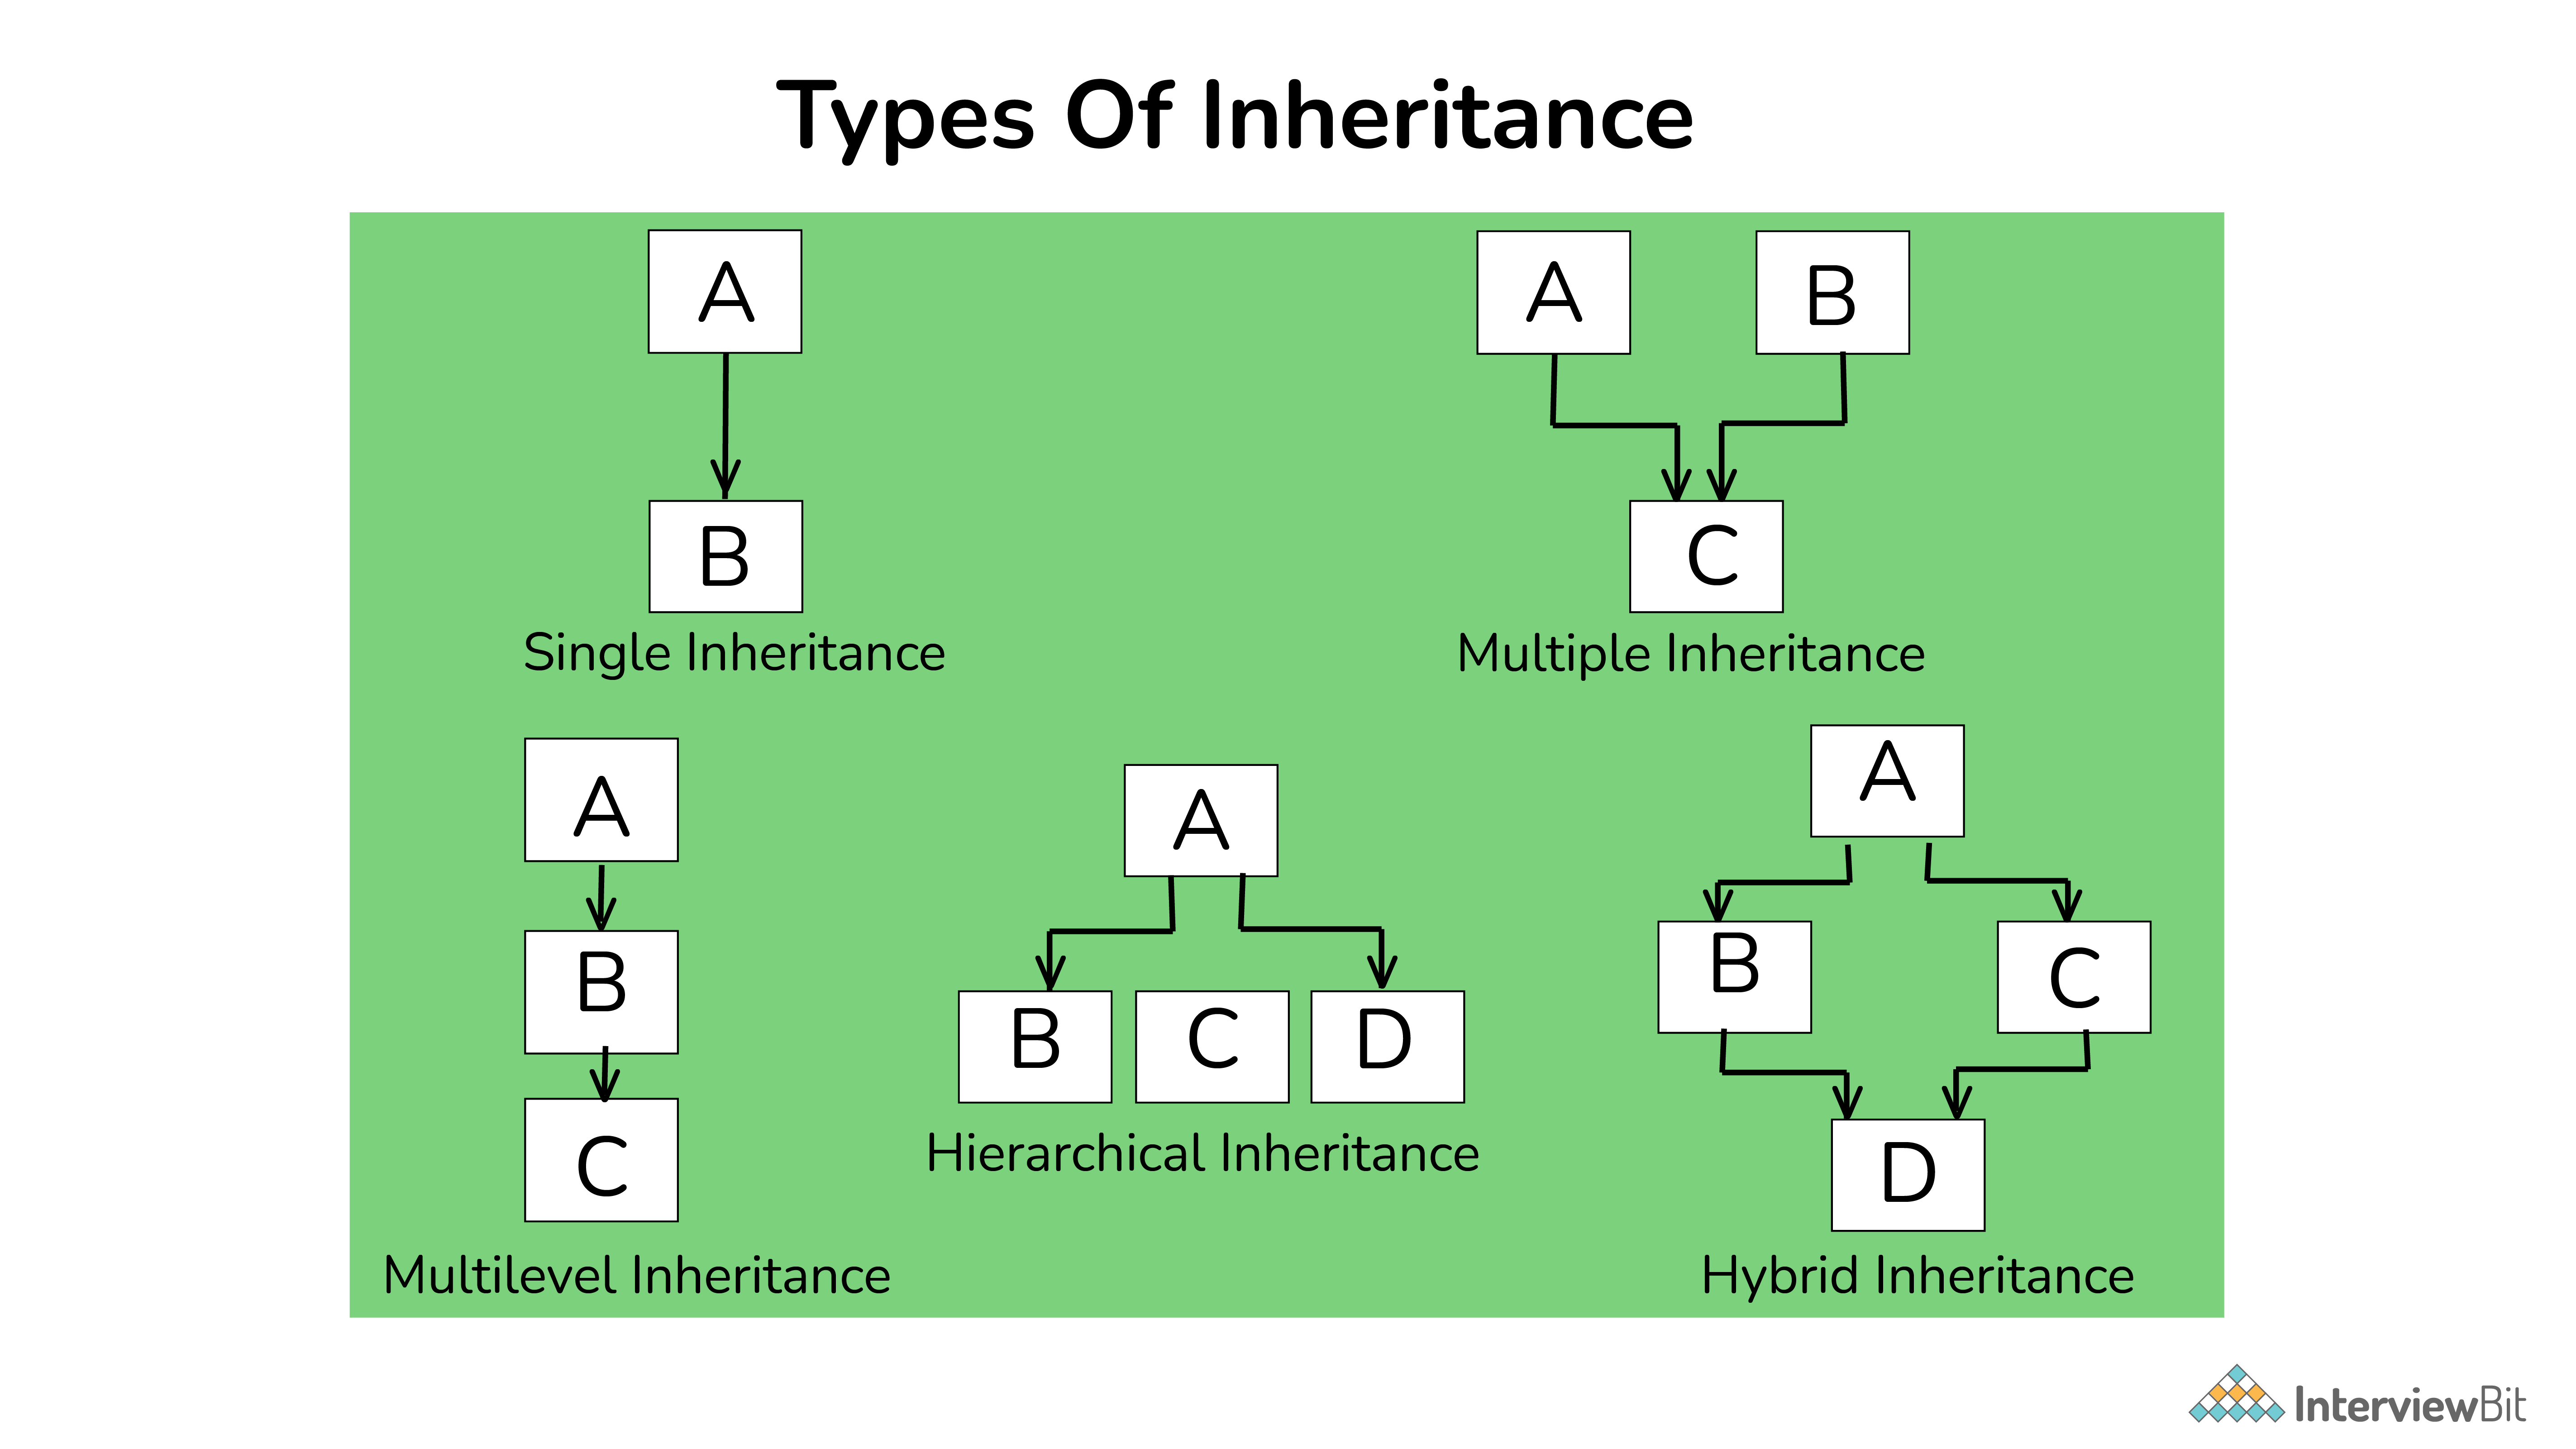 Types Of Inheritance
A
B
Single Inheritance
A B
C
Multiple Inheritance
A
B
C
Multilevel Inheritance
A
B C D
Hierarchical Inheritance
A
B C
D
Hybrid Inheritance
InterviewBit